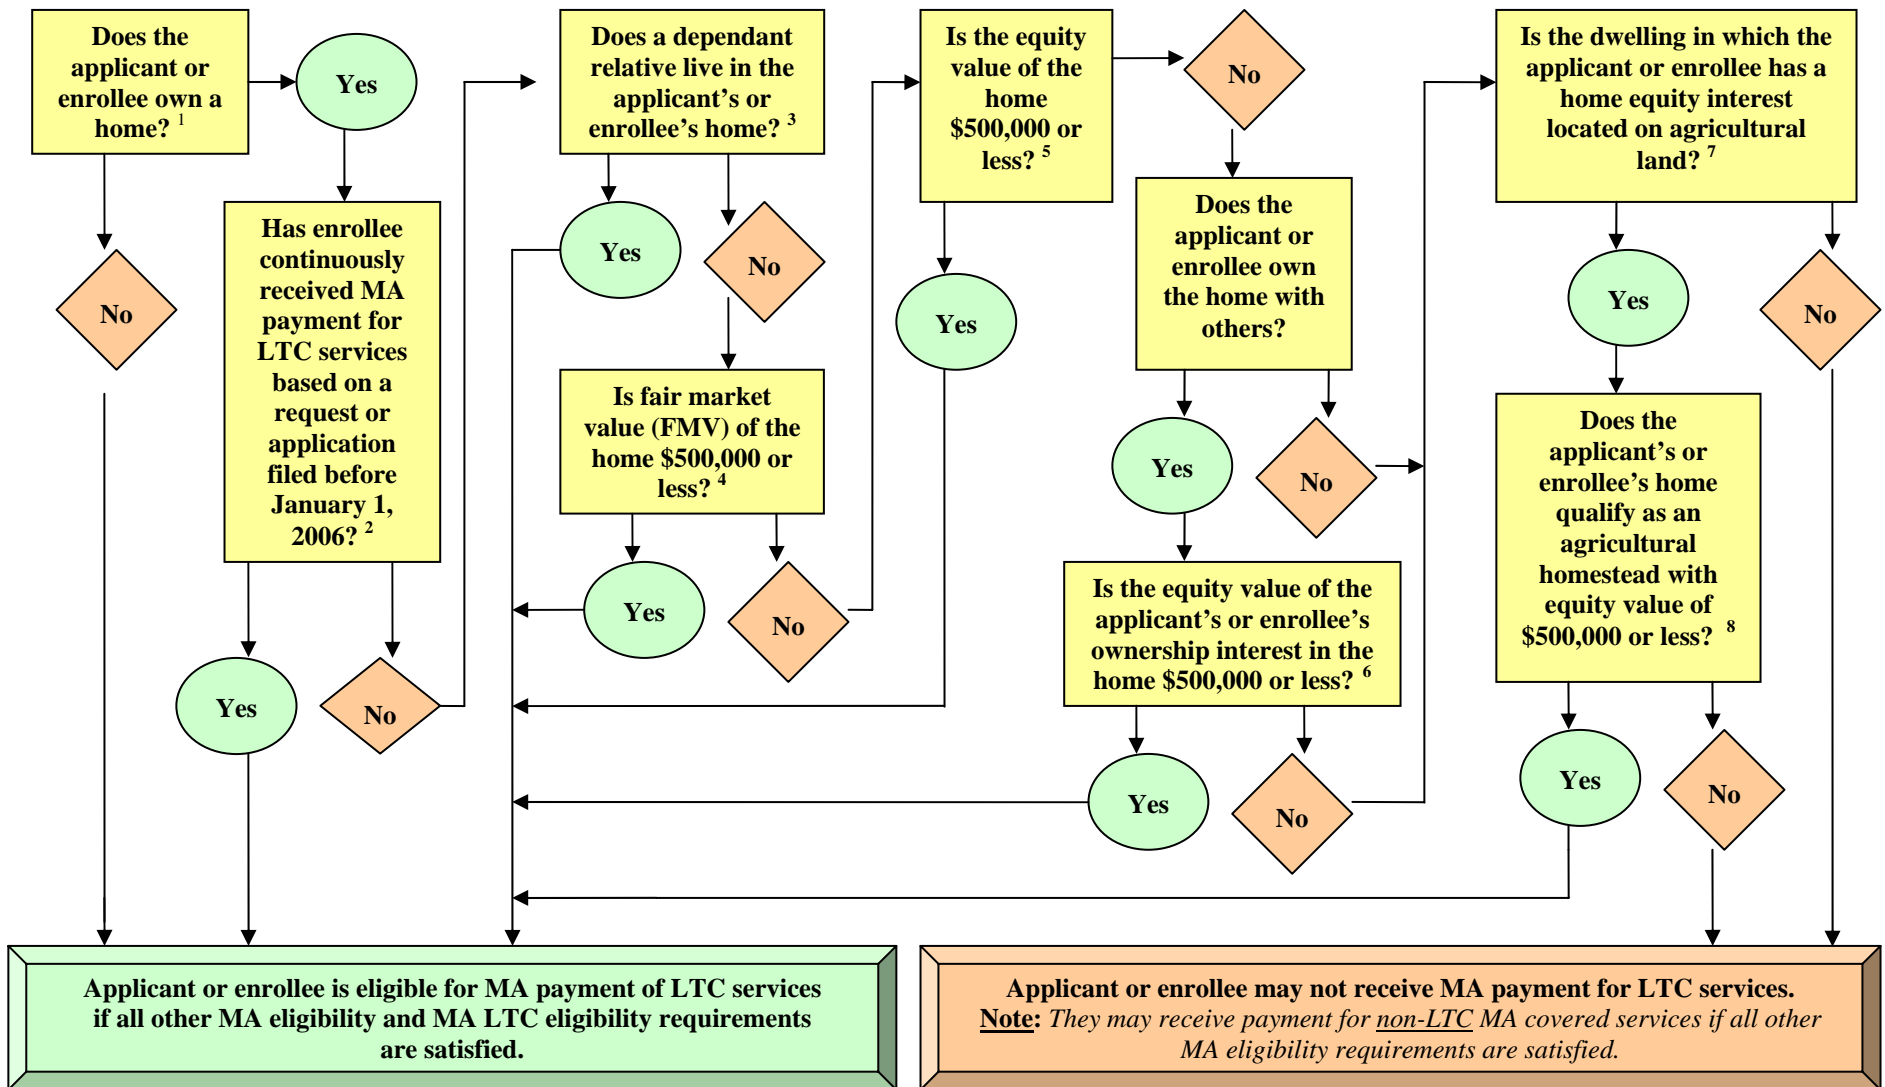 Does the
applicant or
enrollee own a
home? 1
Yes
No
Has enrollee
continuously
received MA
payment for
LTC services
based on a
request or
application
filed before
January 1,
2006? 2
Yes
No
Does a dependant
relative live in the
applicant's or
enrollee's home? 3
Yes
No
Is fair market
value (FMV) of the
home $500,000 or
less? 4
Yes
No
Is the equity
value of the
home
$500,000 or
less? 5
No
Yes
Does the
applicant or
enrollee own
the home with
others?
Yes
No
Is the equity value of the
applicant's or enrollee's
ownership interest in the
home $500,000 or less? 6
Yes
No
Is the dwelling in which the
applicant or enrollee has a
home equity interest
located on agricultural
land? 7
Yes
No
Does the
applicant's or
enrollee's home
qualify as an
agricultural
homestead with
equity value of
$500,000 or less? 8
Yes
No
Applicant or enrollee is eligible for MA payment of LTC services
if all other MA eligibility and MA LTC eligibility requirements
are satisfied.
Applicant or enrollee may not receive MA payment for LTC services.
Note: They may receive payment for non-LTC MA covered services if all other
MA eligibility requirements are satisfied.